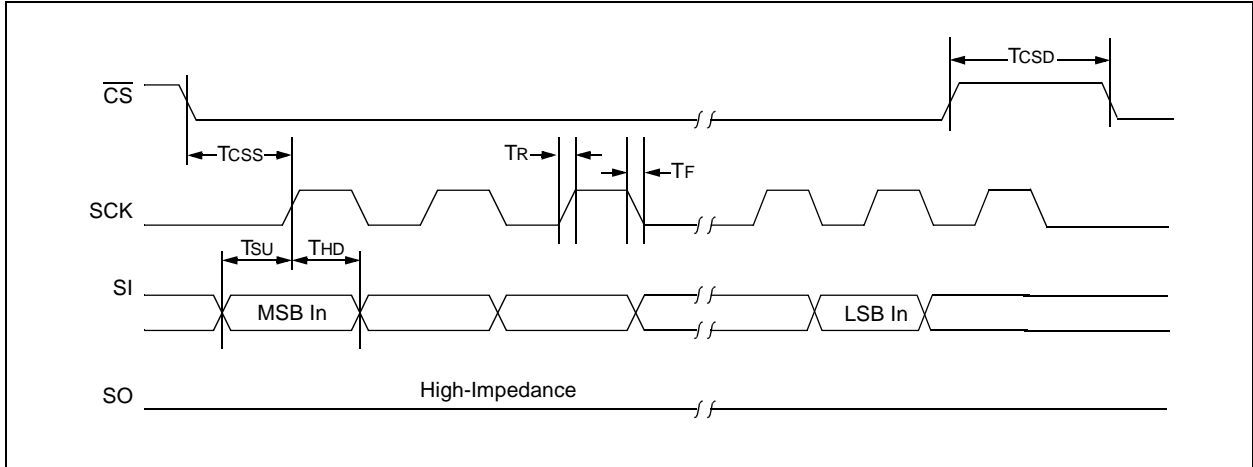 TCSD
CS
TCSS
TR
TF
SCK
TSU
THD
SI
MSB In
LSB In
High-Impedance
SO